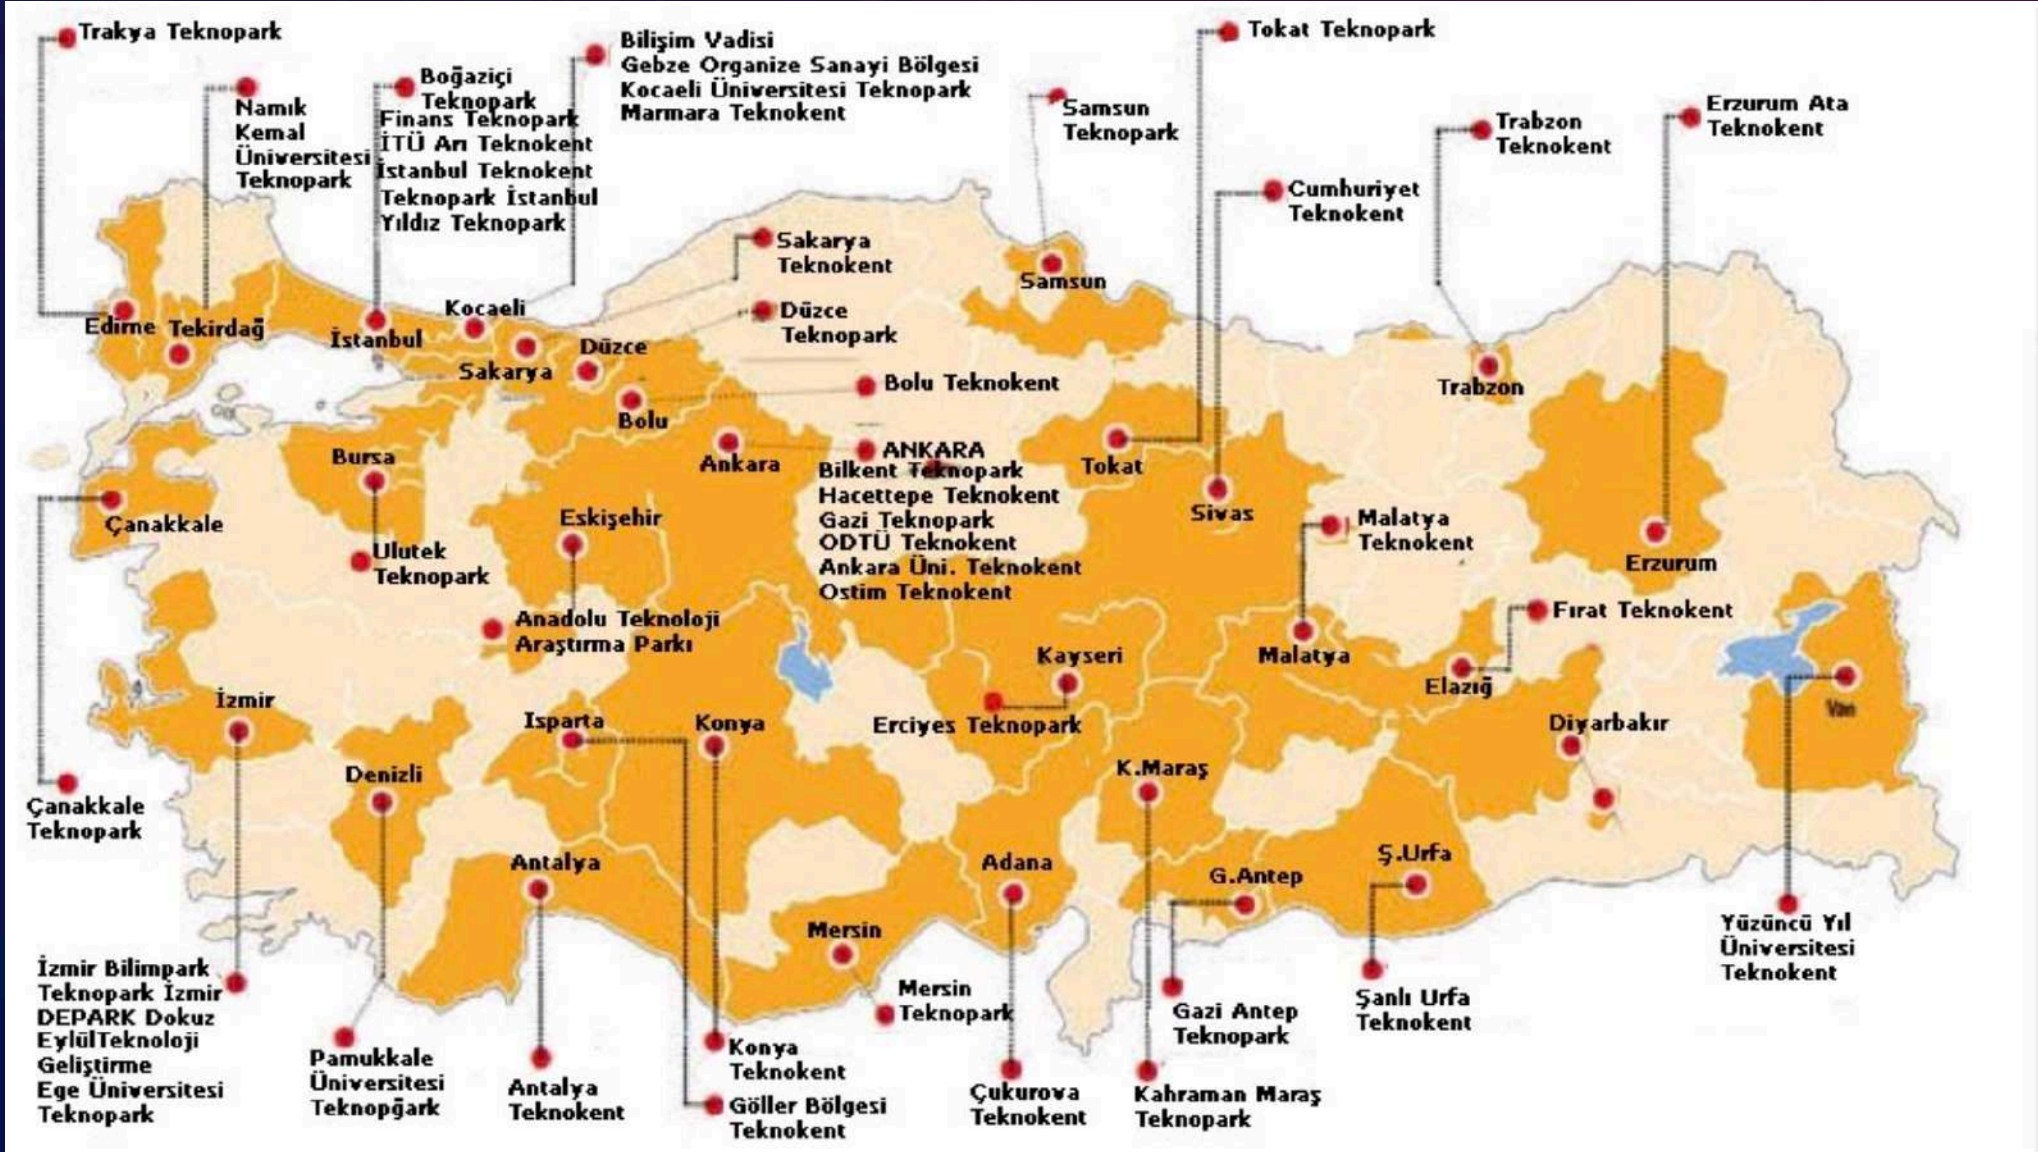 Trakya Teknopark
Namık
Kemal
Üniversitesi
Teknopark
Boğaziçi
Teknopark
Finans Teknopark
İTÜ Arı Teknokent
İstanbul Teknokent
Teknopark İstanbul
Yıldız Teknopark
Bilişim Vadisi
Gebze Organize Sanayi Bölgesi
Kocaeli Üniversitesi Teknopark
Marmara Teknokent
Samsun
Teknopark
Tokat Teknopark
Cumhuriyet
Teknokent
Trabzon
Teknokent
Erzurum Ata
Teknokent
Sakarya
Teknokent
Düzce
Teknopark
Bolu Teknokent
ANKARA
Bilkent Teknopark
Hacettepe Teknokent
Gazi Teknopark
ODTÜ Teknokent
Ankara Üni. Teknokent
Ostim Teknokent
Edirne
Tekirdağ
İstanbul
Kocaeli
Sakarya
Düzce
Bolu
Ankara
Samsun
Tokat
Sivas
Trabzon
Erzurum
Çanakkale
Bursa
Ulutek
Teknopark
Eskişehir
Anadolu Teknoloji
Araştırma Parkı
Malatya
Teknokent
Malatya
Fırat Teknokent
Elazığ
Kayseri
Erciyes Teknopark
İzmir
Denizli
Isparta
Konya
K.Maraş
Diyarbakır
Van
Antalya
Mersin
Adana
G.Antep
Ş.Urfa
Çanakkale
Teknopark
İzmir Bilimpark
Teknopark İzmir
DEPARK Dokuz
EylülTeknoloji
Geliştirme
Ege Üniversitesi
Teknopark
Pamukkale
Üniversitesi
Teknopğark
Antalya
Teknokent
Konya
Teknokent
Göller Bölgesi
Teknokent
Mersin
Teknopark
Çukurova
Teknokent
Kahraman Maraş
Teknopark
Gazi Antep
Teknopark
Şanlı Urfa
Teknokent
Yüzüncü Yıl
Üniversitesi
Teknokent